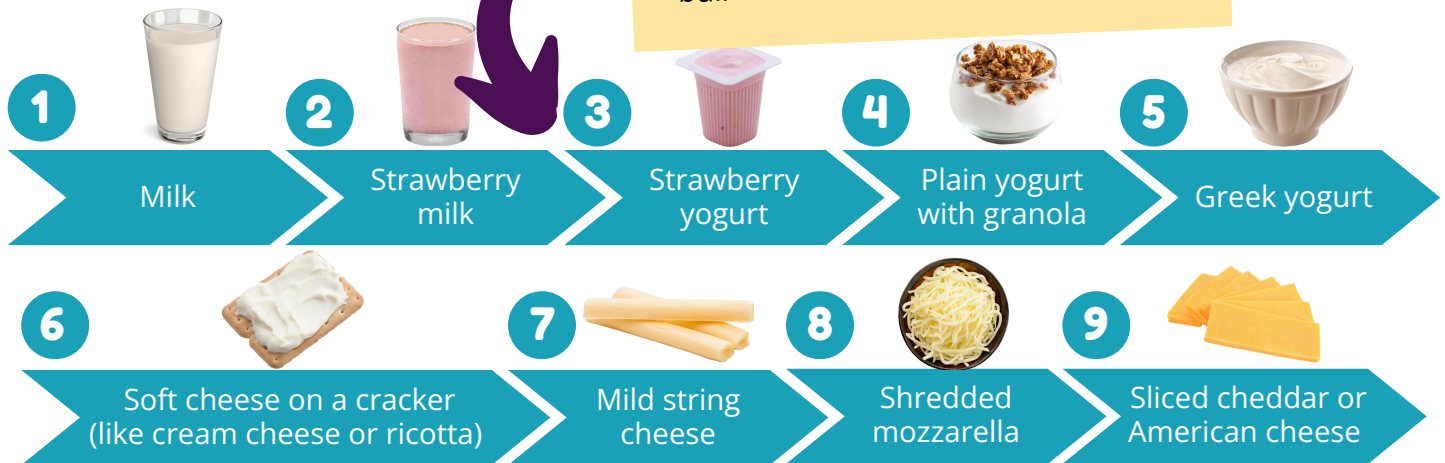 1
2
3
4
5
Milk
Strawberry
milk
Strawberry
yogurt
Plain yogurt
with granola
Greek yogurt
6
7
8
9
Soft cheese on a cracker
(like cream cheese or ricotta)
Mild string
cheese
Shredded
mozzarella
Sliced cheddar or
American cheese